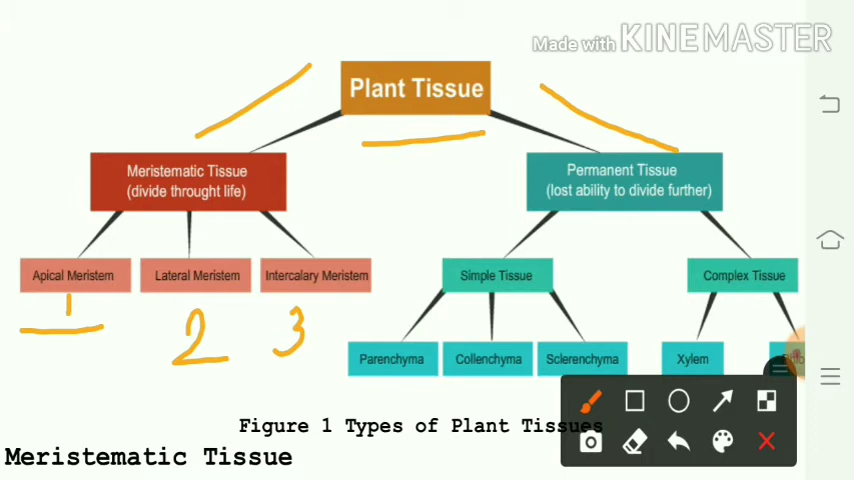 Made with KINEMASTER
Plant Tissue
Meristematic Tissue
(divide throught life)
Permanent Tissue
(lost ability to divide further)
Apical Meristem
Lateral Meristem
Intercalary Meristem
Simple Tissue
Complex Tissue
1
2
3
Parenchyma
Collenchyma
Sclerenchyma
Xylem
Figure 1 Types of Plant Tissues
Meristematic Tissue